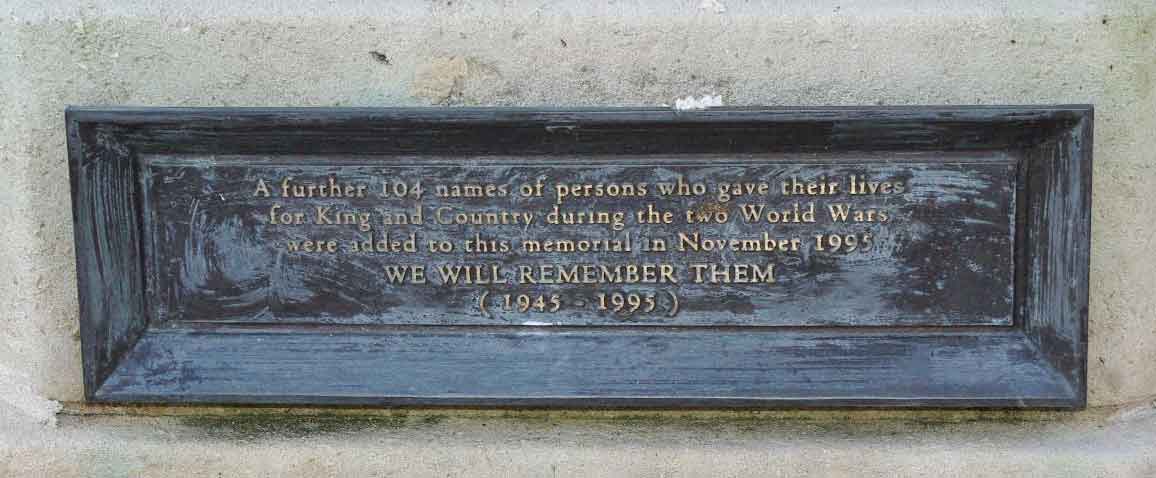 A further 104 names of persons who gave their lives
for King and Country during the two World Wars
were added to this memorial in November 1995
WE WILL REMEMBER THEM
( 1945 - 1995 )